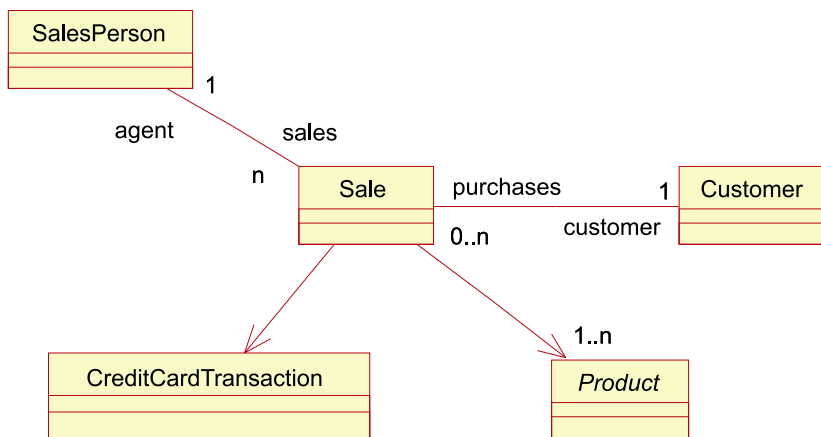 SalesPerson
1
agent
sales
n
Sale
purchases
1
Customer
0..n
customer
1..n
CreditCardTransaction
Product